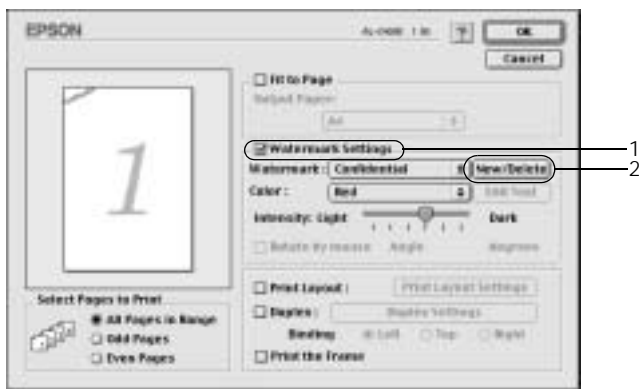 EPSON
OK
Cancel
Fit to Page
Output Paper:
A4
Watermark Settings
1
Watermark: Confidential New/Delete
2
Color: Red Edit Text
Intensity: Light Dark
Rotate by mouse Angle degrees
Print Layout: Print Layout Settings
Duplex: Duplex Settings
Binding Left Top Right
Print the Frame
1
Select Pages to Print
All Pages in Range
Odd Pages
Even Pages